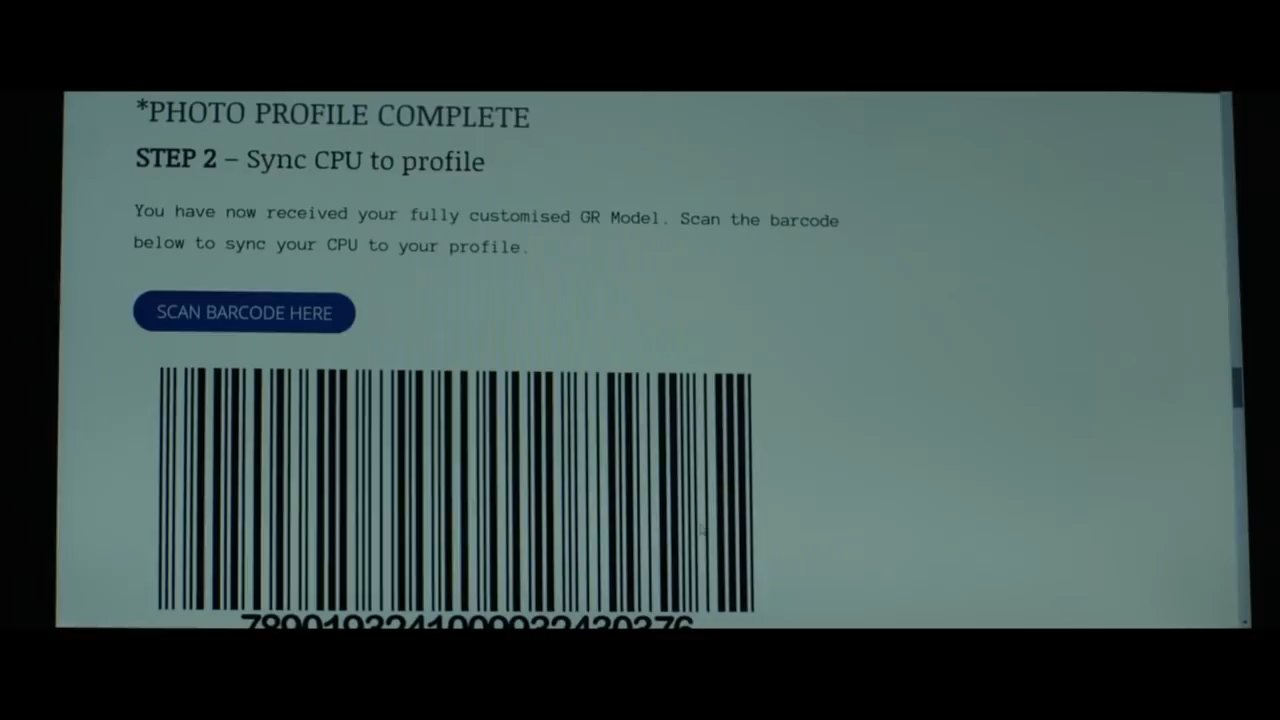 *PHOTO PROFILE COMPLETE
STEP 2 – Sync CPU to profile
You have now received your fully customised GR Model. Scan the barcode
below to sync your CPU to your profile.
SCAN BARCODE HERE